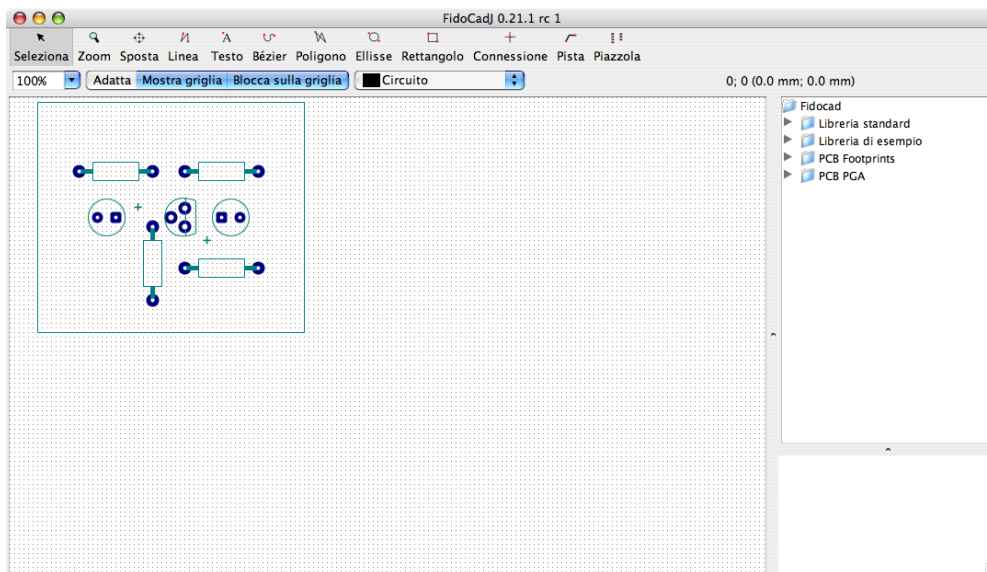 FidoCadJ 0.21.1 rc 1
Seleziona Zoom Sposta Linea Testo Bézier Poligono Ellisse Rettangolo Connessione Pista Piazzola
100% Adatta Mostra griglia Blocca sulla griglia Circuito 0; 0 (0.0 mm; 0.0 mm)
Fidocad
Libreria standard
Libreria di esempio
PCB Footprints
PCB PGA